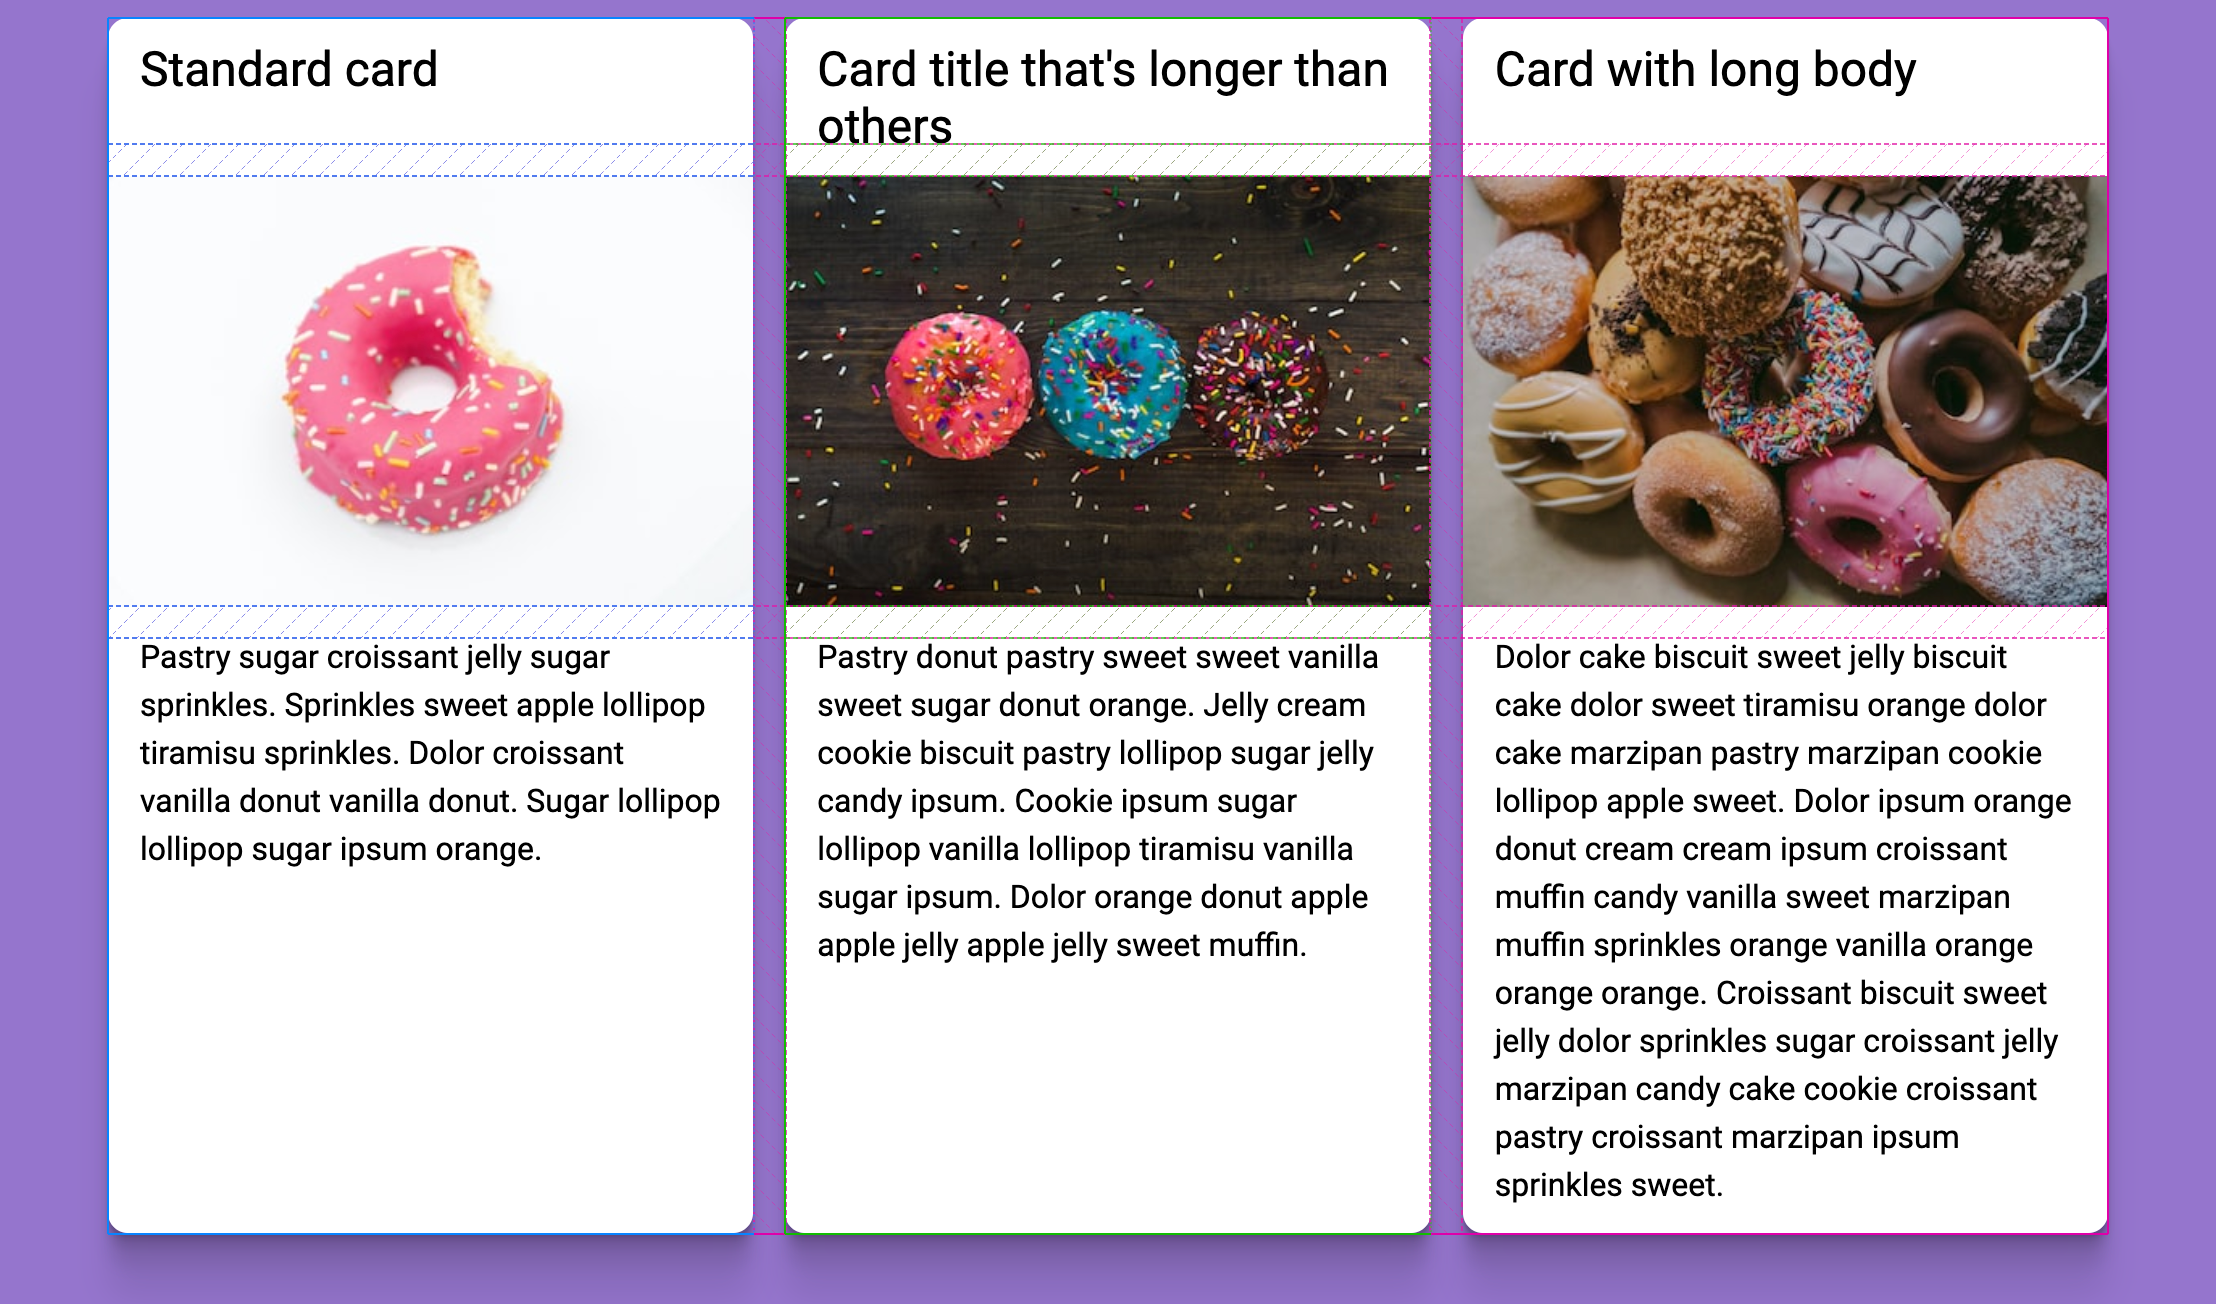 Standard card
Pastry sugar croissant jelly sugar
sprinkles. Sprinkles sweet apple lollipop
tiramisu sprinkles. Dolor croissant
vanilla donut vanilla donut. Sugar lollipop
lollipop sugar ipsum orange.
Card title that's longer than
others
Pastry donut pastry sweet sweet vanilla
sweet sugar donut orange. Jelly cream
cookie biscuit pastry lollipop sugar jelly
candy ipsum. Cookie ipsum sugar
lollipop vanilla lollipop tiramisu vanilla
sugar ipsum. Dolor orange donut apple
apple jelly apple jelly sweet muffin.
Card with long body
Dolor cake biscuit sweet jelly biscuit
cake dolor sweet tiramisu orange dolor
cake marzipan pastry marzipan cookie
lollipop apple sweet. Dolor ipsum orange
donut cream cream ipsum croissant
muffin candy vanilla sweet marzipan
muffin sprinkles orange vanilla orange
orange orange. Croissant biscuit sweet
jelly dolor sprinkles sugar croissant jelly
marzipan candy cake cookie croissant
pastry croissant marzipan ipsum
sprinkles sweet.